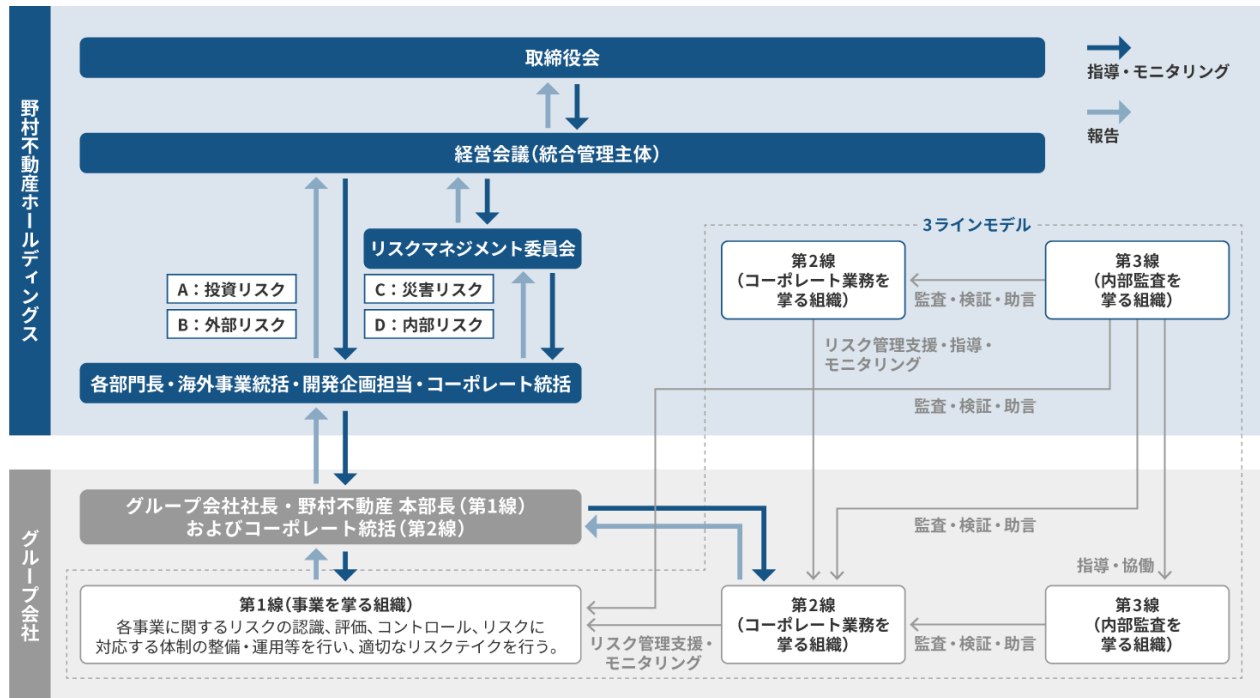 野村不動産ホールディングス
取締役会
指導・モニタリング
報告
経営会議（統合管理主体）
リスクマネジメント委員会
A：投資リスク
B：外部リスク
C：災害リスク
D：内部リスク
各部門長・海外事業統括・開発企画担当・コーポレート統括
3ラインモデル
第2線
（コーポレート業務を
掌る組織）
監査・検証・助言
第3線
（内部監査を
掌る組織）
リスク管理支援・指導・
モニタリング
監査・検証・助言
グループ会社
グループ会社社長・野村不動産 本部長（第1線）
およびコーポレート統括（第2線）
監査・検証・助言
指導・協働
第1線（事業を掌る組織）
各事業に関するリスクの認識、評価、コントロール、リスクに
対応する体制の整備・運用等を行い、適切なリスクテイクを行う。
リスク管理支援・
モニタリング
第2線
（コーポレート業務を
掌る組織）
監査・検証・助言
第3線
（内部監査を
掌る組織）